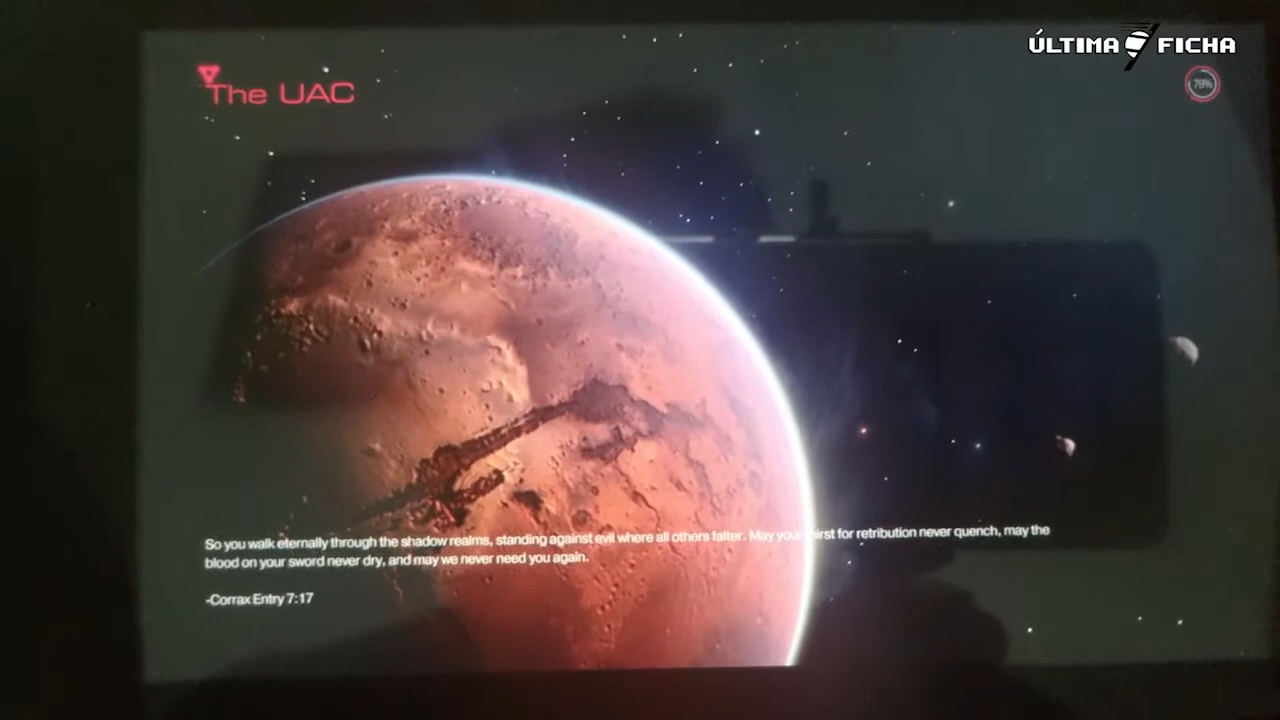 ÚLTIMA FICHA
The UAC
79%
So you walk eternally through the shadow realms, standing against evil where all others falter. May your thirst for retribution never quench, may the
blood on your sword never dry, and may we never need you again.
-Corrax Entry 7:17